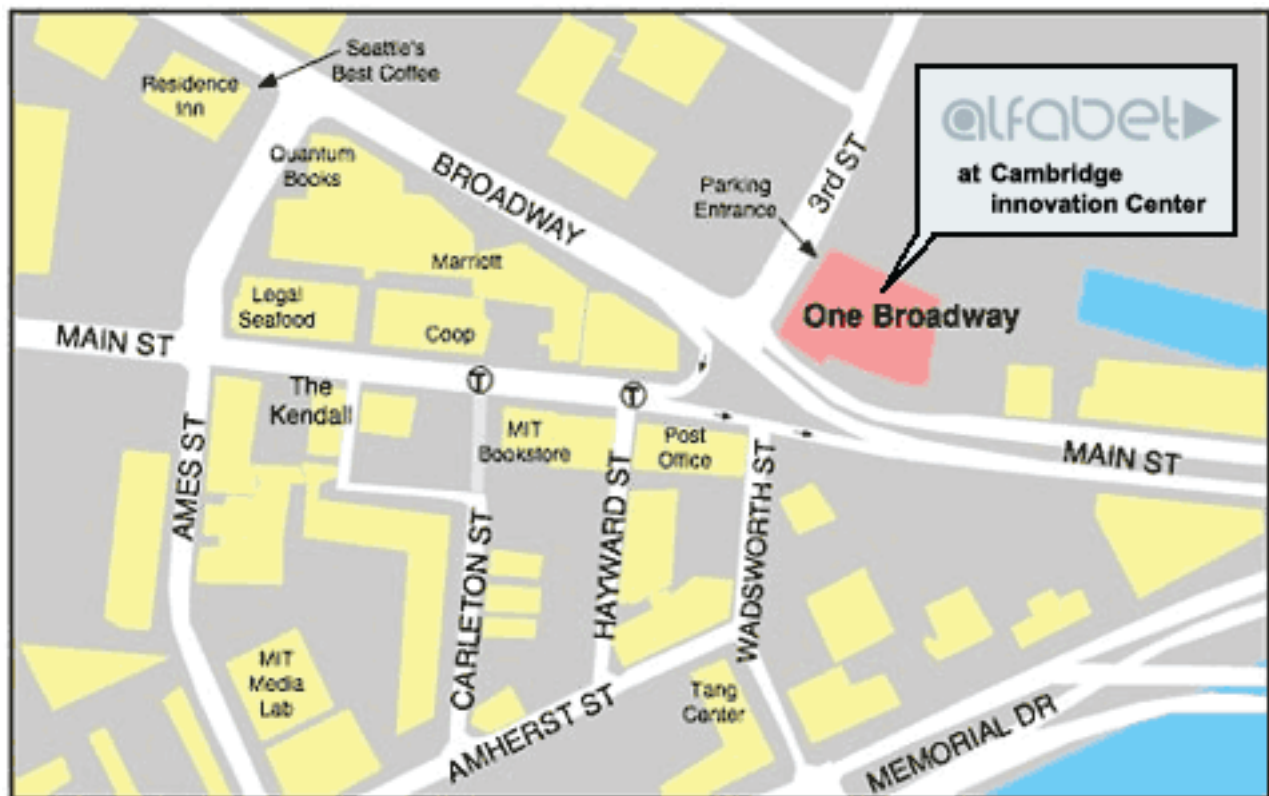 Seattle's
Best Coffee
Residence
Inn
alfabet
at Cambridge
innovation Center
Quantum
Books
BROADWAY
Parking
Entrance
3rd ST
Marriott
Legal
Seafood
Coop
One Broadway
MAIN ST
T
T
The
Kendall
MIT
Bookstore
Post
Office
MAIN ST
AMES ST
CARLETON ST
HAYWARD ST
WADSWORTH ST
MIT
Media
Lab
Tang
Center
AMHERST ST
MEMORIAL DR